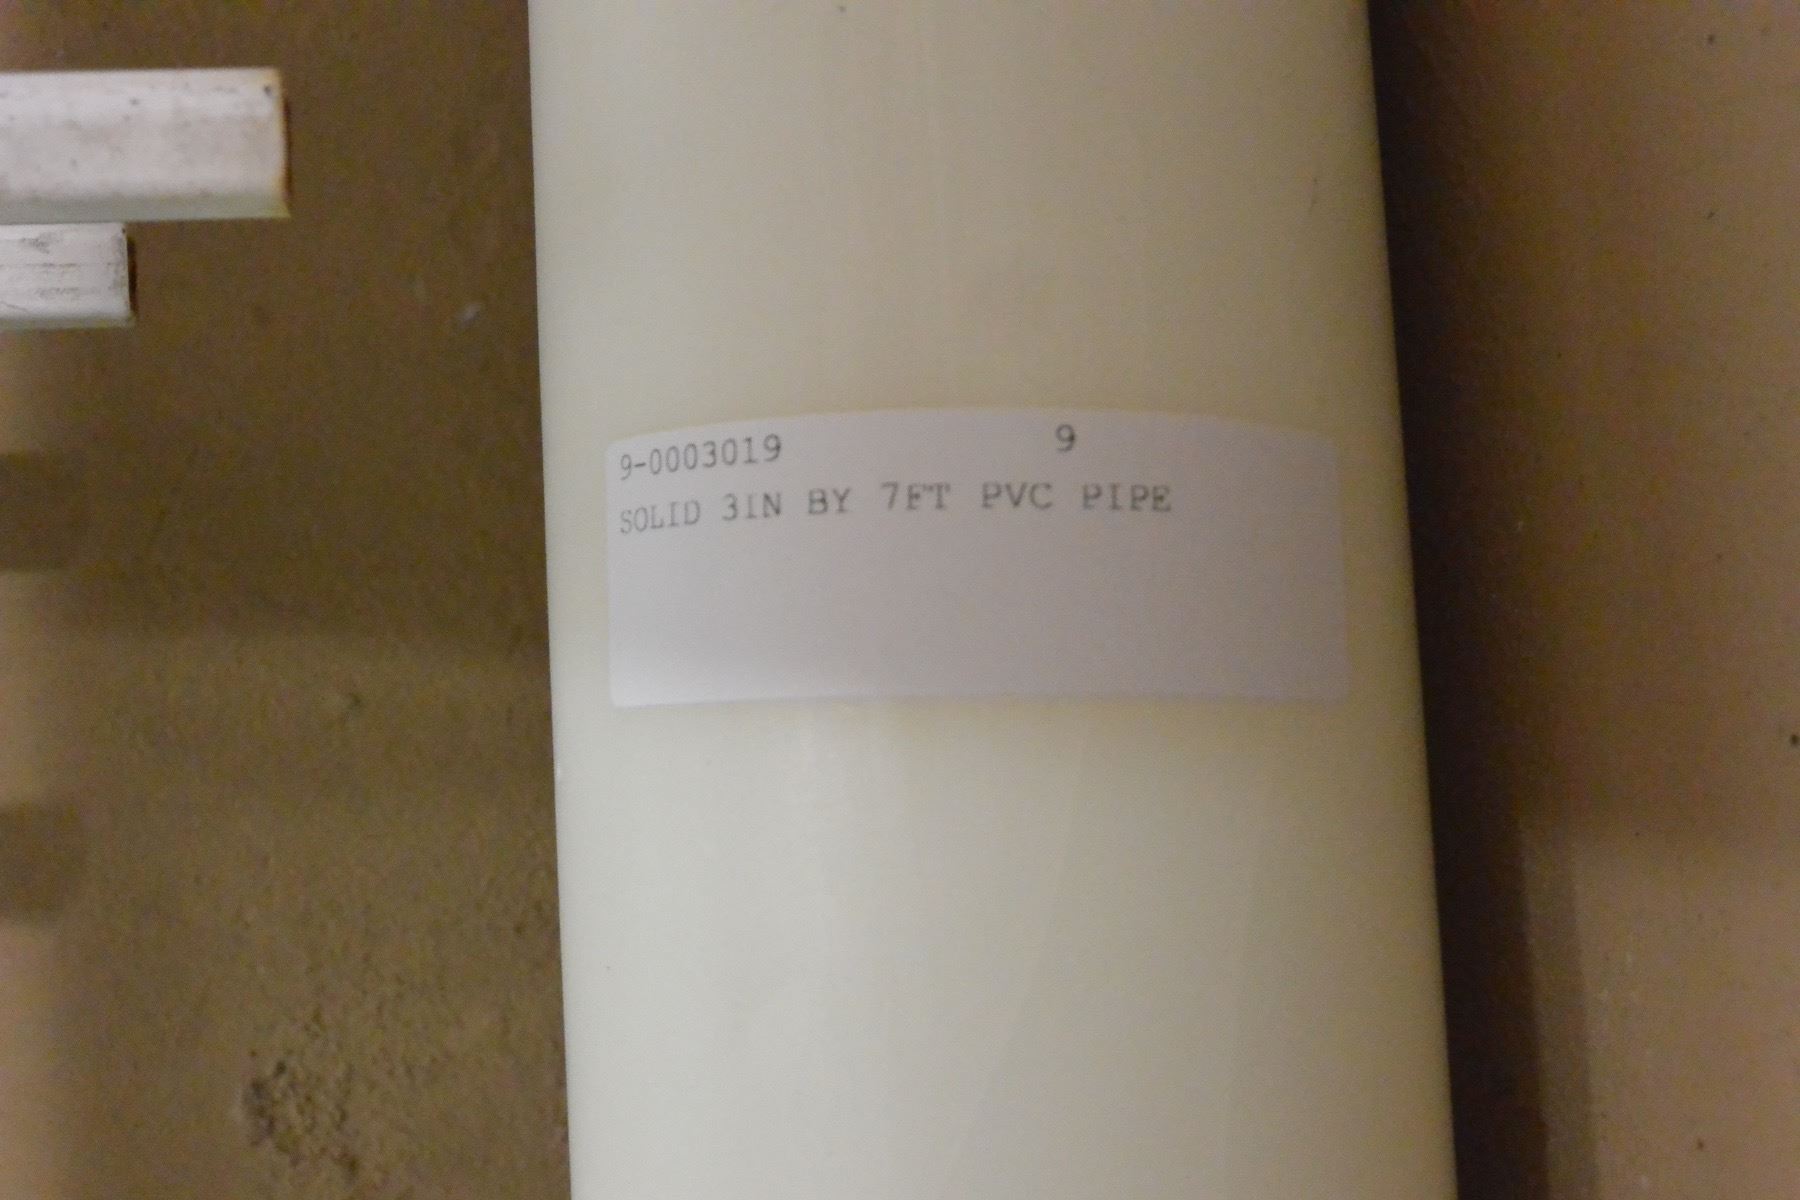 9-0003019 9
SOLID 3IN BY 7FT PVC PIPE